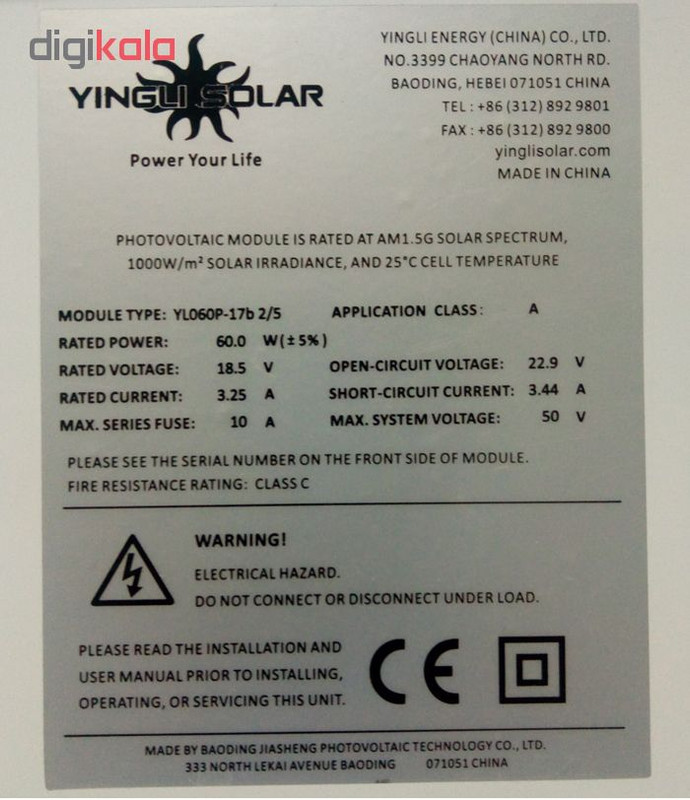 digikala
YINGLI SOLAR
Power Your Life
YINGLI ENERGY (CHINA) CO., LTD.
NO.3399 CHAOYANG NORTH RD.
BAODING, HEBEI 071051 CHINA
TEL : +86 (312) 892 9801
FAX : +86 (312) 892 9800
yinglisolar.com
MADE IN CHINA
PHOTOVOLTAIC MODULE IS RATED AT AM1.5G SOLAR SPECTRUM,
1000W/m² SOLAR IRRADIANCE, AND 25°C CELL TEMPERATURE
MODULE TYPE: YL060P-17b 2/5 APPLICATION CLASS: A
RATED POWER: 60.0 W(±5%)
RATED VOLTAGE: 18.5 V OPEN-CIRCUIT VOLTAGE: 22.9 V
RATED CURRENT: 3.25 A SHORT-CIRCUIT CURRENT: 3.44 A
MAX. SERIES FUSE: 10 A MAX. SYSTEM VOLTAGE: 50 V
PLEASE SEE THE SERIAL NUMBER ON THE FRONT SIDE OF MODULE.
FIRE RESISTANCE RATING: CLASS C
WARNING!
ELECTRICAL HAZARD.
DO NOT CONNECT OR DISCONNECT UNDER LOAD.
PLEASE READ THE INSTALLATION AND
USER MANUAL PRIOR TO INSTALLING,
OPERATING, OR SERVICING THIS UNIT.
CE
MADE BY BAODING JIASHENG PHOTOVOLTAIC TECHNOLOGY CO., LTD.
333 NORTH LEKAI AVENUE BAODING 071051 CHINA